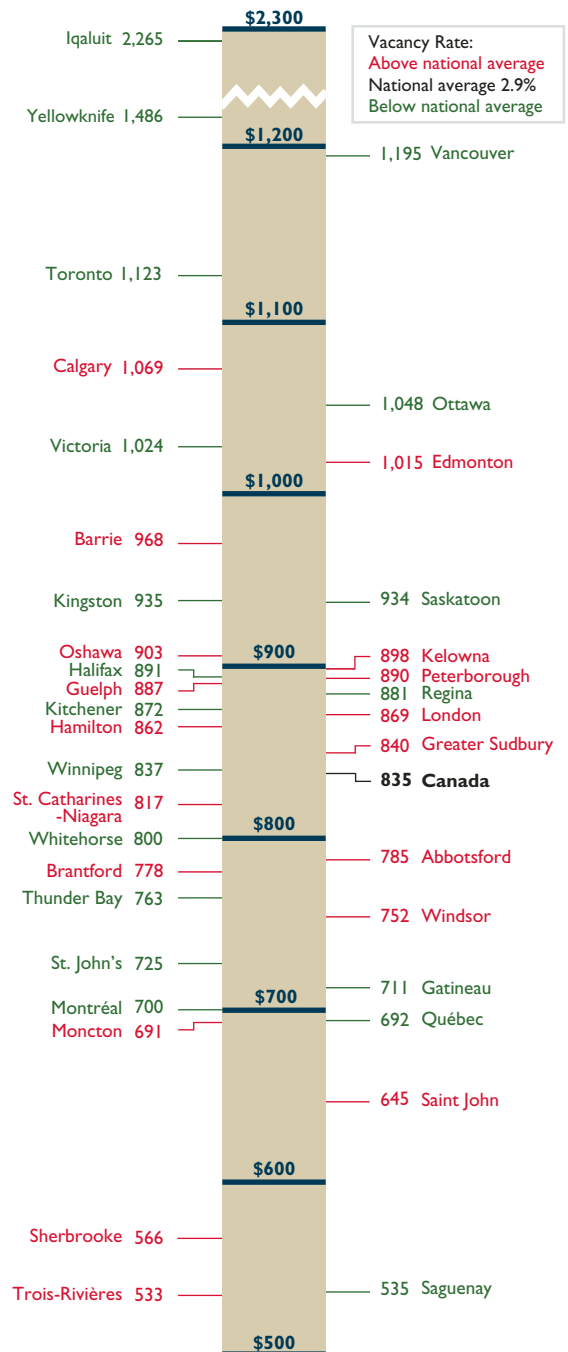 $2,300
Iqaluit 2,265
Vacancy Rate:
Above national average
National average 2.9%
Below national average
Yellowknife 1,486
$1,200
1,195 Vancouver
Toronto 1,123
$1,100
Calgary 1,069
1,048 Ottawa
Victoria 1,024
1,015 Edmonton
$1,000
Barrie 968
Kingston 935
934 Saskatoon
Oshawa 903
$900
898 Kelowna
Halifax 891
890 Peterborough
Guelph 887
881 Regina
Kitchener 872
869 London
Hamilton 862
840 Greater Sudbury
Winnipeg 837
835 Canada
St. Catharines 817
-Niagara
$800
Whitehorse 800
785 Abbotsford
Brantford 778
Thunder Bay 763
752 Windsor
St. John's 725
711 Gatineau
Montréal 700
$700
692 Québec
Moncton 691
645 Saint John
$600
Sherbrooke 566
535 Saguenay
Trois-Rivières 533
$500